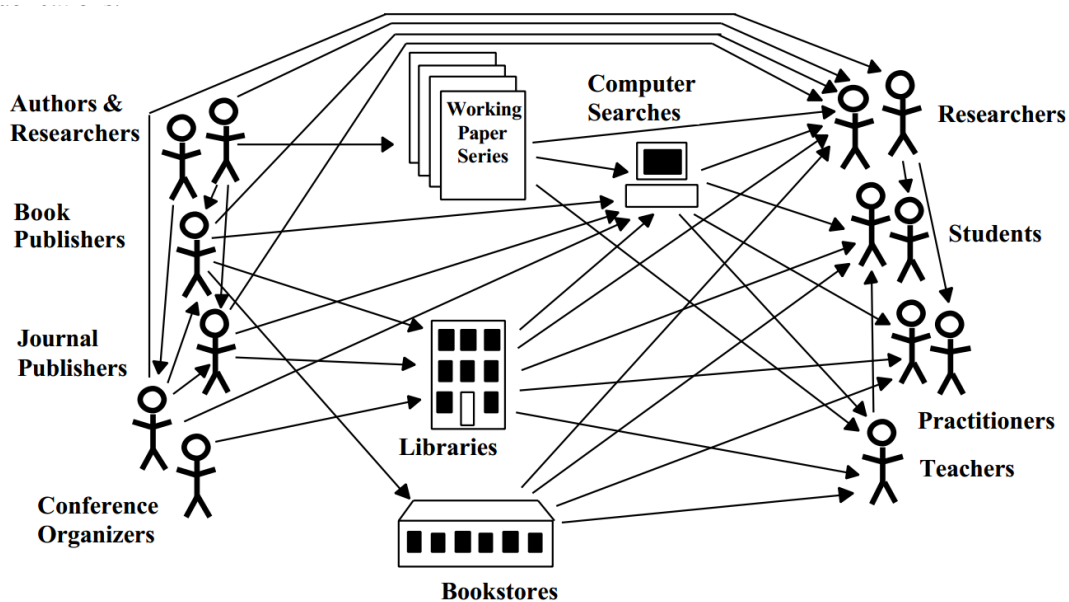 Authors &
Researchers
Working
Paper
Series
Computer
Searches
Researchers
Book
Publishers
Students
Journal
Publishers
Libraries
Practitioners
Teachers
Conference
Organizers
Bookstores